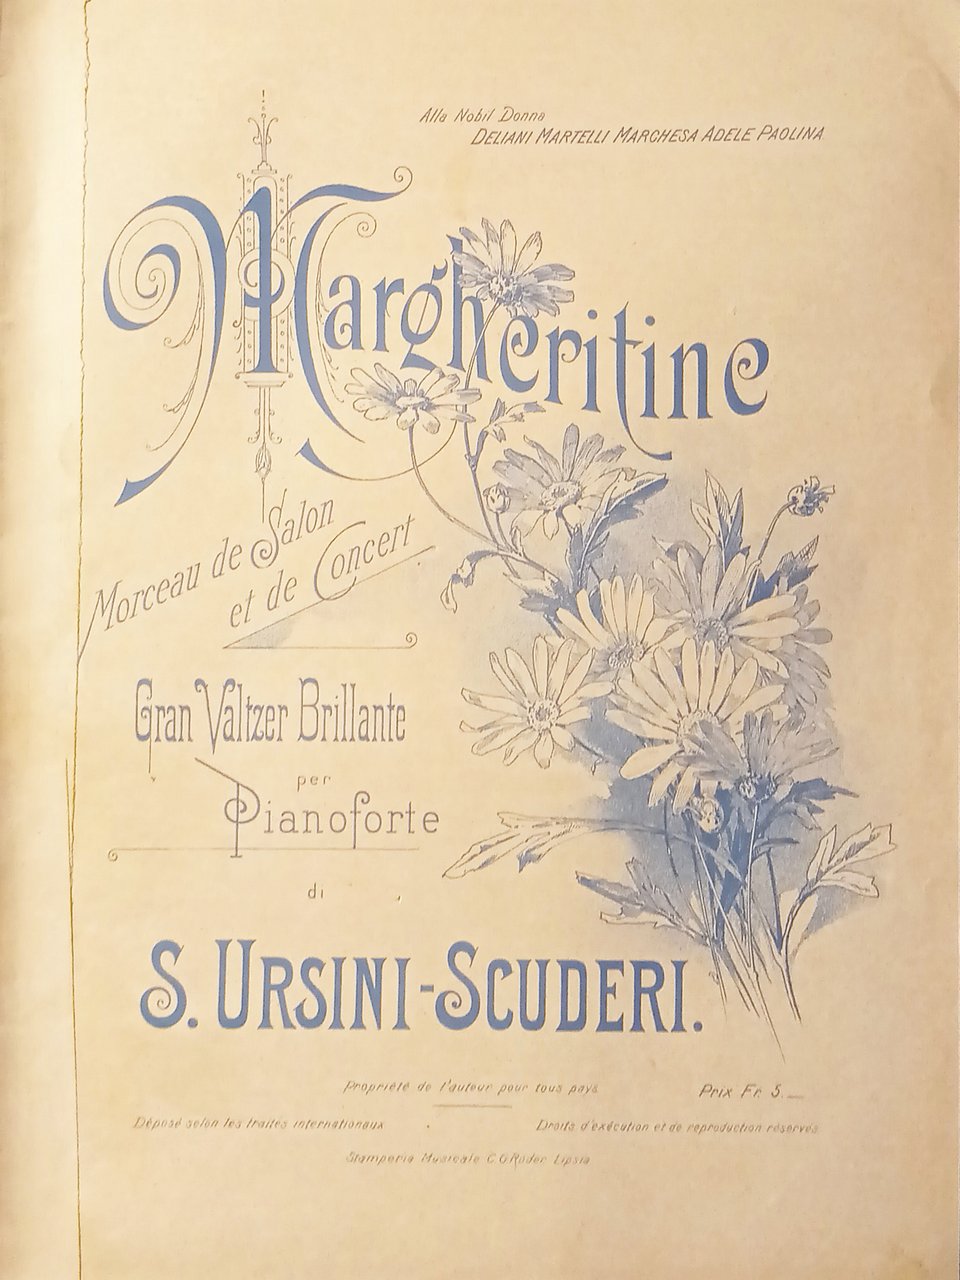 Alla Nobil Donna
DELIANI MARTELLI MARCHESA ADELE PAOLINA
Margheritine
Morceau de Salon
et de Concert
Gran Valtzer Brillante
per
Pianoforte
di
S. URSINI-SCUDERI.
Propriété de l'auteur pour tous pays
Prix Fr. 5.—
Déposé selon les traités internationaux
Droits d'exécution et de reproduction réservés
Stamperia Musicale C.G.Röder Lipsia